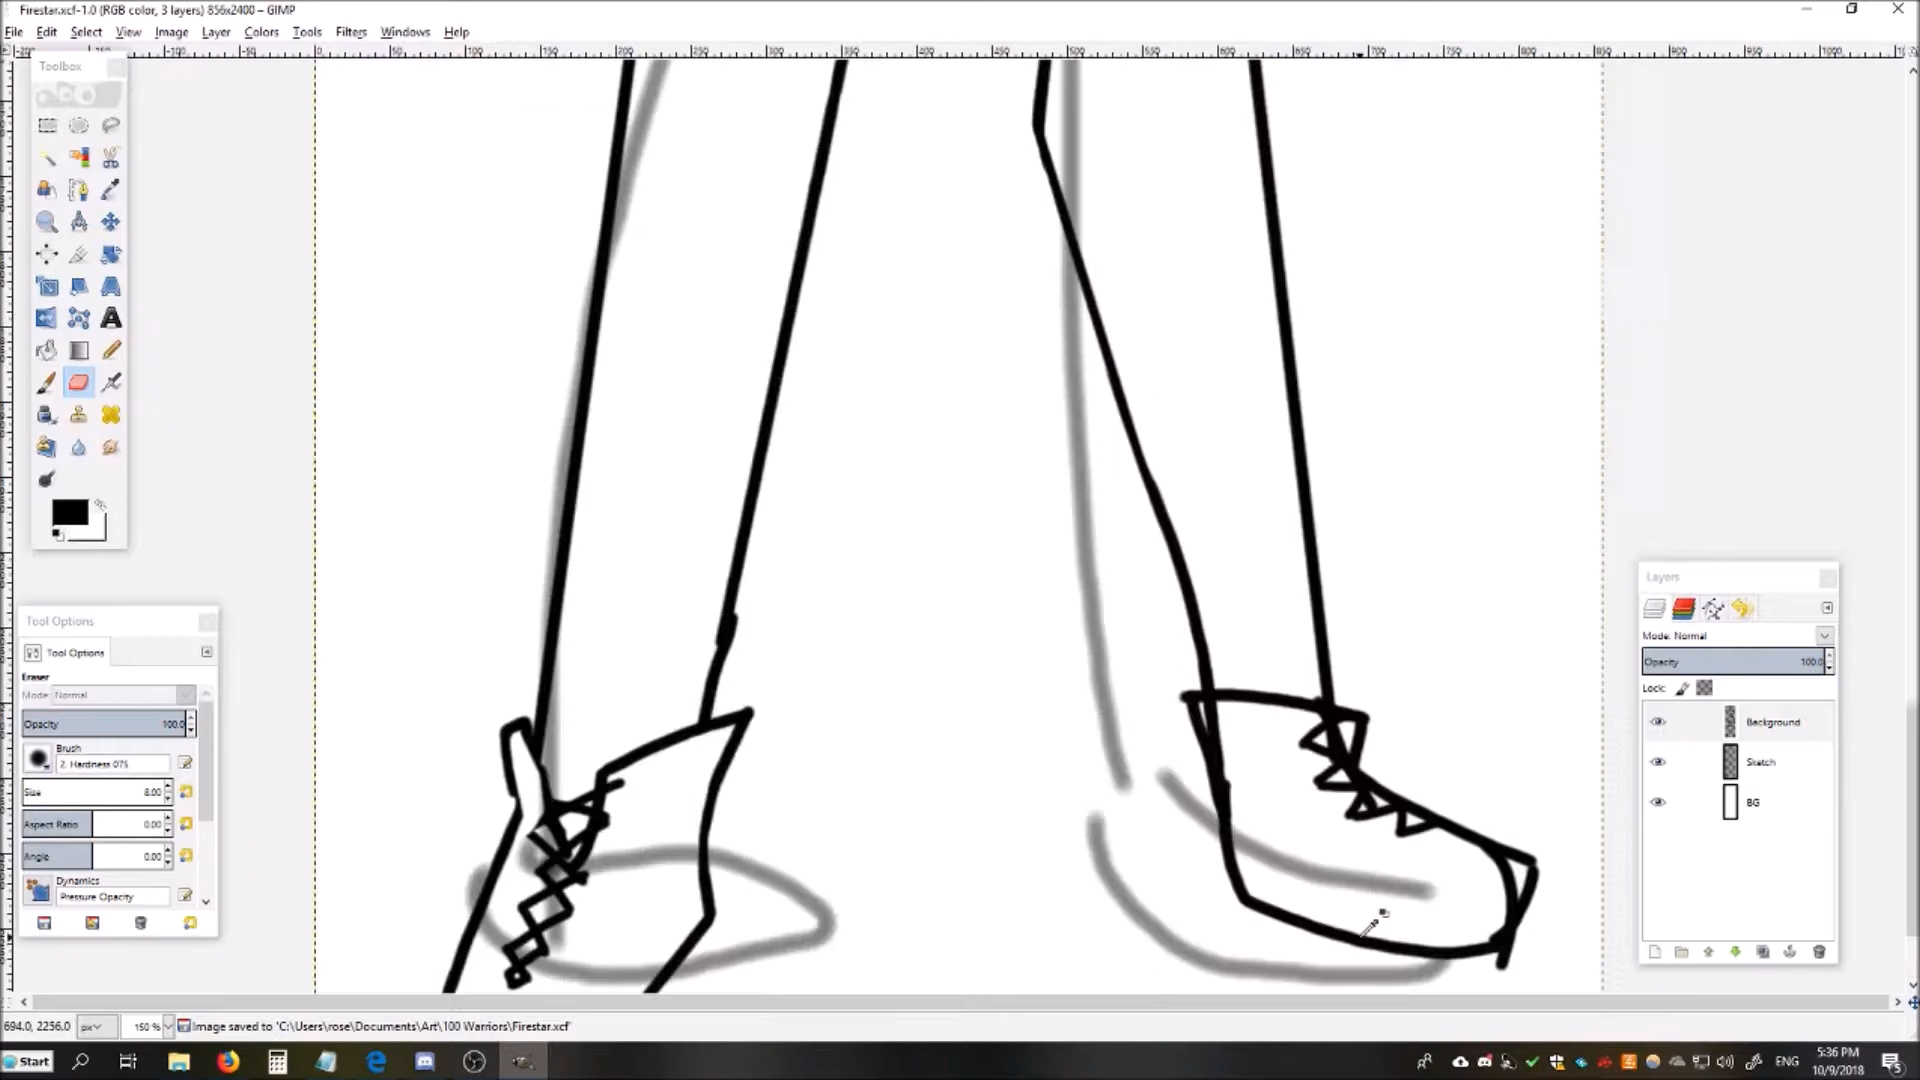 Firestar.xcf-1.0 (RGB color, 3 layers) 856x2400 – GIMP
File Edit Select View Image Layer Colors Tools Filters Windows Help
Toolbox
Tool Options
Tool Options
Eraser
Mode: Normal
Opacity 100.0
Brush
2. Hardness 075
Size 8.00
Aspect Ratio 0.00
Angle 0.00
Dynamics
Pressure Opacity
Layers
Mode: Normal
Opacity 100.0
Lock:
Background
Sketch
BG
694.0, 2256.0 px 150 % Image saved to 'C:\Users\rose\Documents\Art\100 Warriors\Firestar.xcf'
Start
ENG
5:36 PM
10/9/2018
5